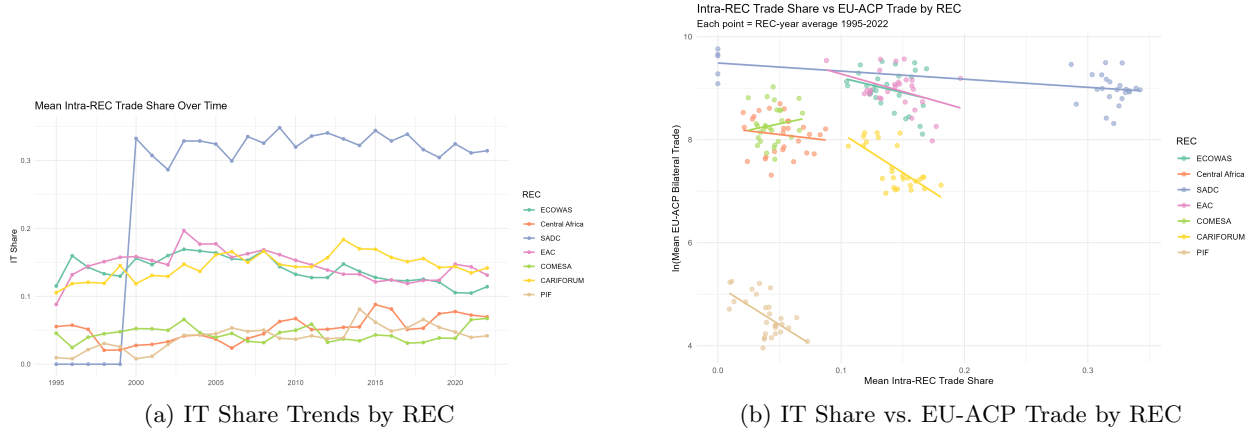 Mean Intra-REC Trade Share Over Time
IT Share
0.3
0.2
0.1
0.0
1995
2000
2005
2010
2015
2020
REC
ECOWAS
Central Africa
SADC
EAC
COMESA
CARIFORUM
PIF
(a) IT Share Trends by REC
Intra-REC Trade Share vs EU-ACP Trade by REC
Each point = REC-year average 1995-2022
ln(Mean EU-ACP Bilateral Trade)
10
8
6
4
0.0
0.1
0.2
0.3
Mean Intra-REC Trade Share
REC
ECOWAS
Central Africa
SADC
EAC
COMESA
CARIFORUM
PIF
(b) IT Share vs. EU-ACP Trade by REC